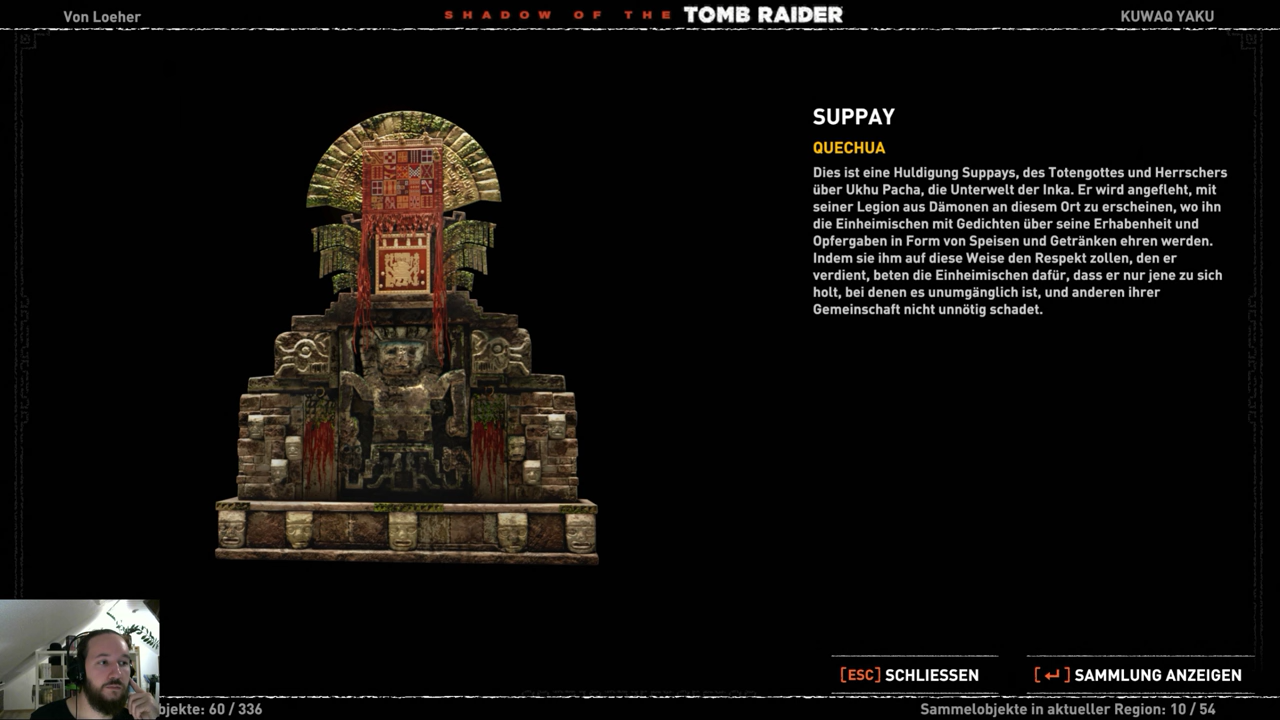 Von Loeher
SHADOW OF THE TOMB RAIDER
KUWAQ YAKU
SUPPAY
QUECHUA
Dies ist eine Huldigung Suppays, des Totengottes und Herrschers
über Ukhu Pacha, die Unterwelt der Inka. Er wird angefleht, mit
seiner Legion aus Dämonen an diesem Ort zu erscheinen, wo ihn
die Einheimischen mit Gedichten über seine Erhabenheit und
Opfergaben in Form von Speisen und Getränken ehren werden.
Indem sie ihm auf diese Weise den Respekt zollen, den er
verdient, beten die Einheimischen dafür, dass er nur jene zu sich
holt, bei denen es unumgänglich ist, und anderen ihrer
Gemeinschaft nicht unnötig schadet.
[ESC] SCHLIESSEN
[↵] SAMMLUNG ANZEIGEN
bjekte: 60 / 336
Sammelobjekte in aktueller Region: 10 / 54